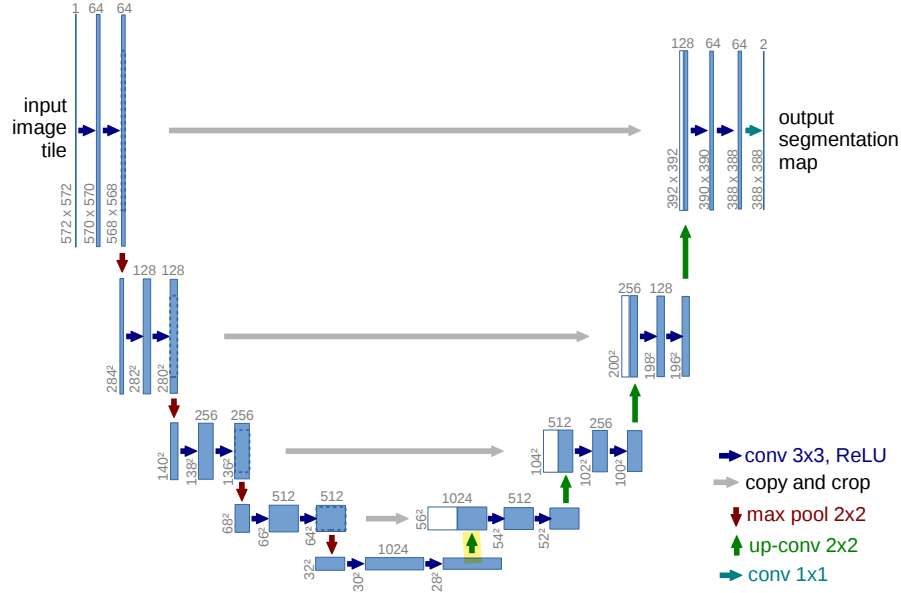 1 64 64
input
image
tile
572 x 572
570 x 570
568 x 568
128 64 64 2
output
segmentation
map
392 x 392
390 x 390
388 x 388
388 x 388
128 128
284²
282²
280²
256 128
200²
198²
196²
256 256
140²
138²
136²
512 256
104²
102²
100²
512 512
68²
66²
64²
1024 512
56²
54²
52²
1024
32²
30²
28²
conv 3x3, ReLU
copy and crop
max pool 2x2
up-conv 2x2
conv 1x1